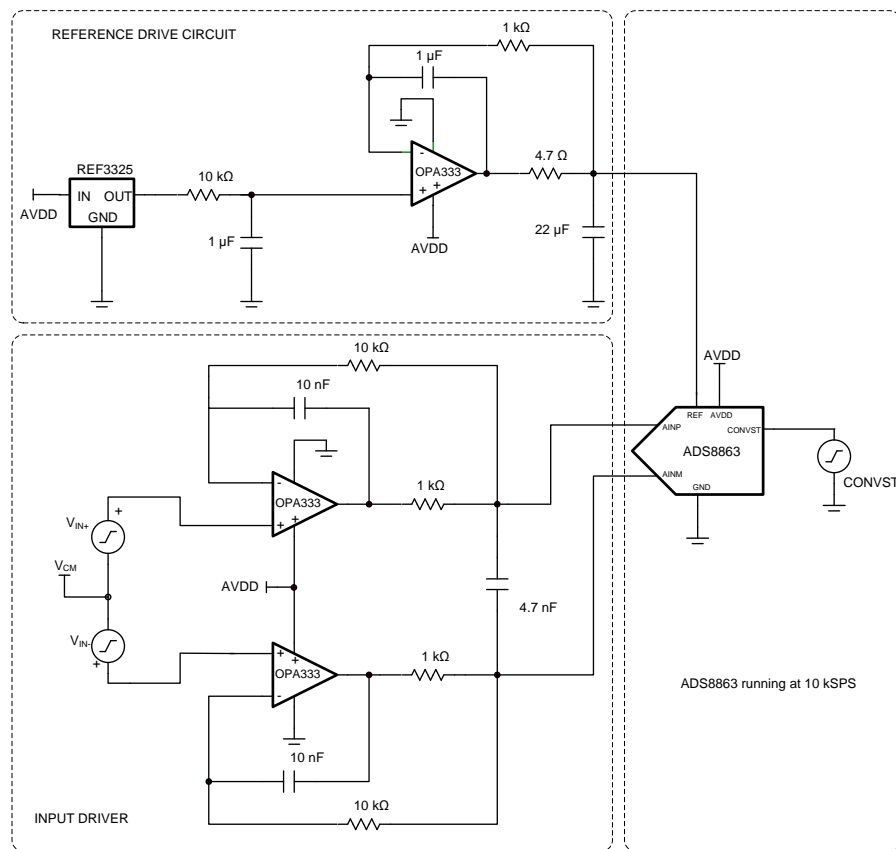 REFERENCE DRIVE CIRCUIT
1 kΩ
1 µF
-
OPA333
+
+
AVDD
4.7 Ω
22 µF
REF3325
IN OUT
GND
AVDD
10 kΩ
1 µF
10 kΩ
10 nF
-
OPA333
+
+
1 kΩ
VIN+
+
VCM
VIN-
+
AVDD
4.7 nF
+
+
OPA333
-
1 kΩ
10 nF
10 kΩ
INPUT DRIVER
AVDD
REF
AVDD
CONVST
AINP
ADS8863
AINM
GND
CONVST
ADS8863 running at 10 kSPS